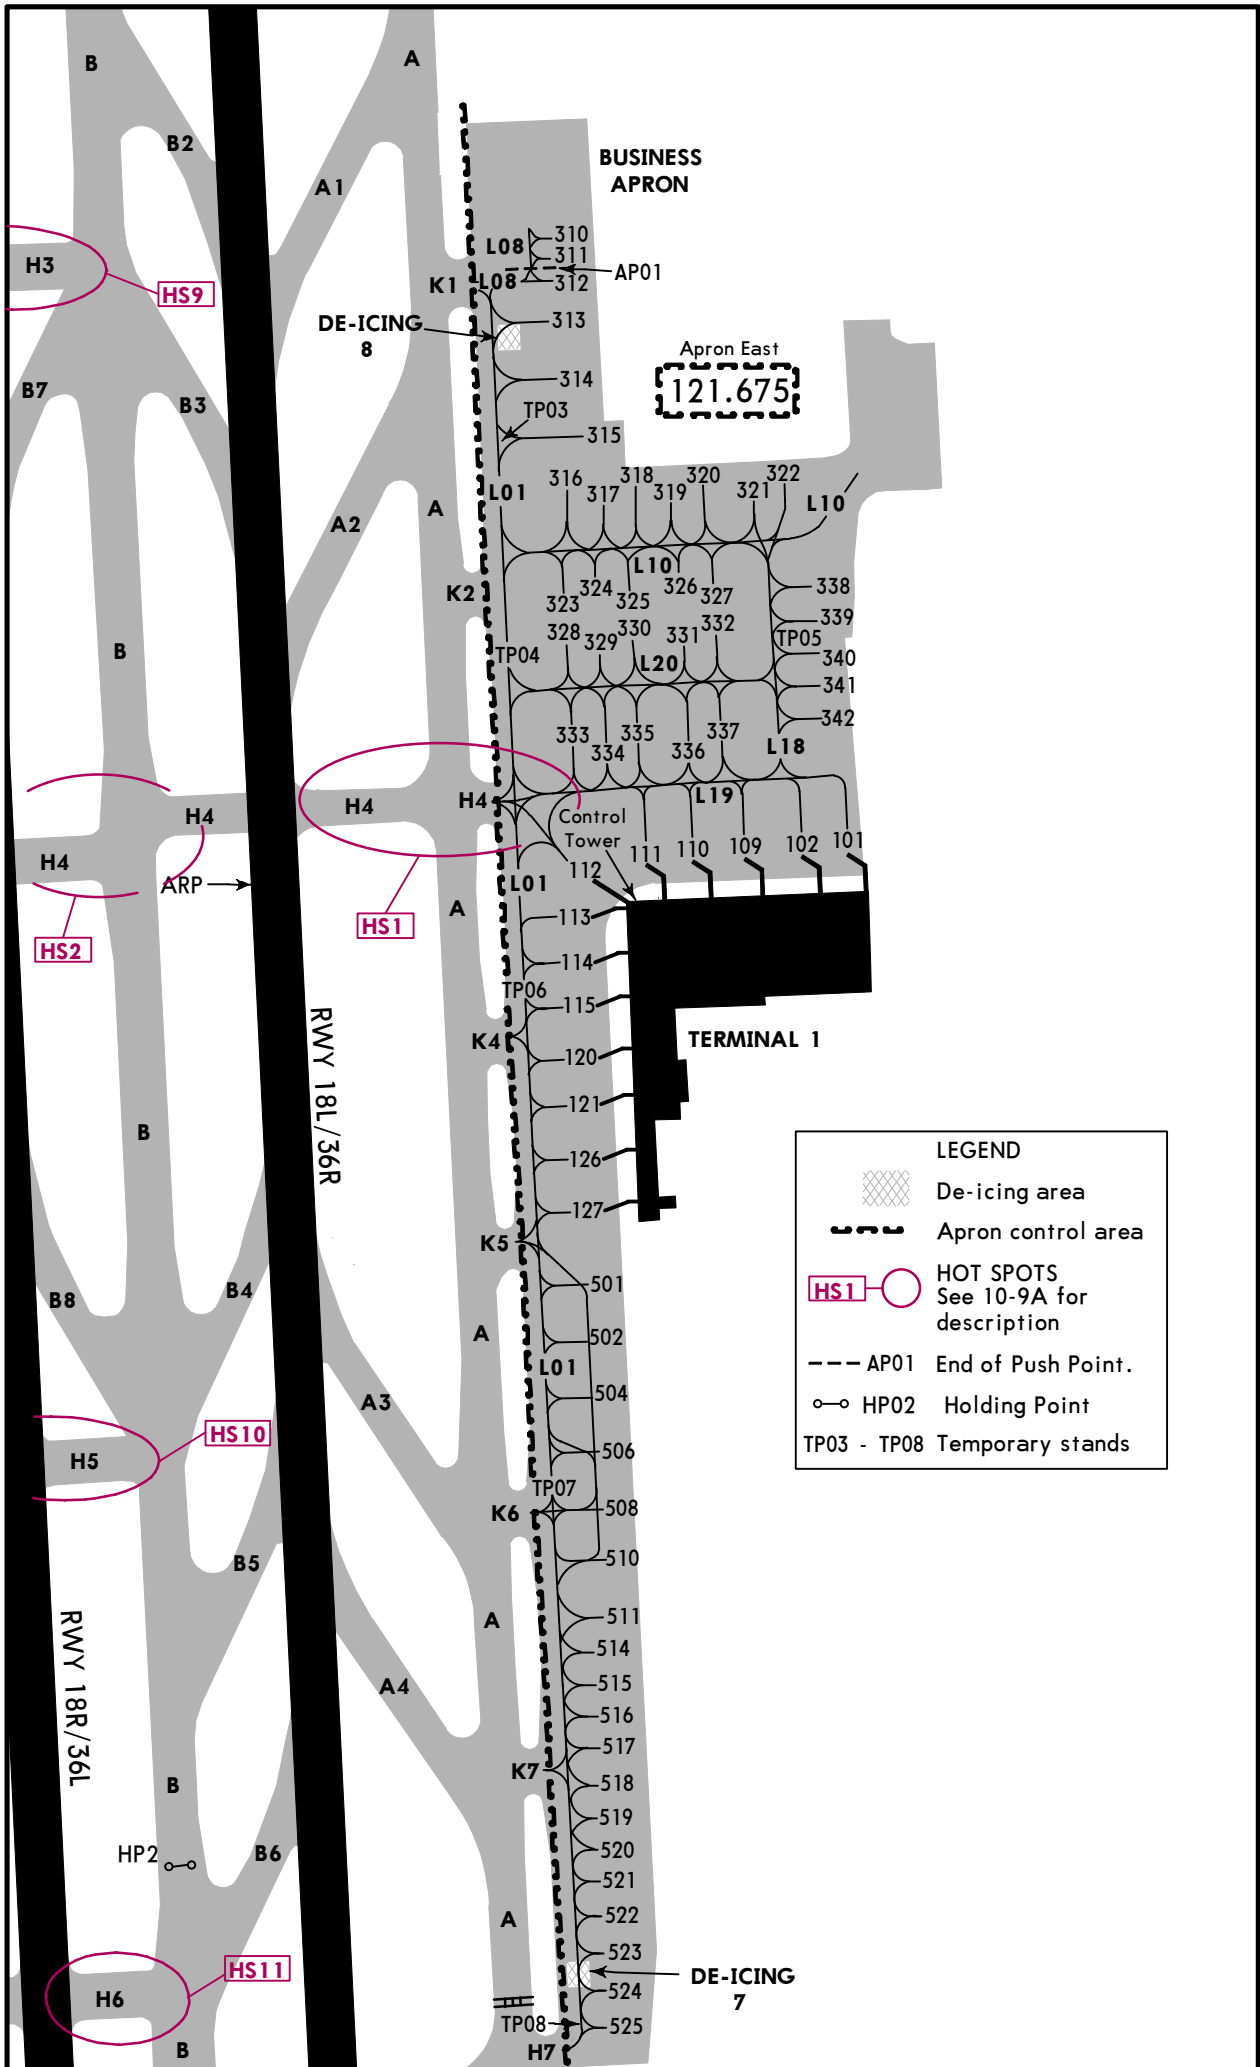 B
A
B2
BUSINESS
APRON
A1
310
L08
311
AP01
H3
K1
L08
312
HS9
313
DE-ICING
8
Apron East
121.675
B7
314
B3
TP03
315
316
318
320
322
317
319
321
L01
L10
A
A2
L10
324
326
K2
323
325
327
338
339
328
330
332
TP05
B
329
331
TP04
L20
340
341
342
333
335
337
334
336
L18
L19
H4
H4
H4
Control
Tower
H4
112
111
110
109
102
101
ARP
L01
A
113
HS1
HS2
114
TP06
115
RWY 18L/36R
K4
TERMINAL 1
120
121
B
126
127
K5
501
B8
B4
A
502
L01
504
A3
HS10
506
H5
TP07
K6
508
510
B5
A
511
514
RWY 18R/36L
A4
515
516
517
K7
B
518
519
HP2
B6
520
521
A
522
523
HS11
DE-ICING
7
524
H6
TP08
525
B
H7
LEGEND
De-icing area
Apron control area
HS1
HOT SPOTS
See 10-9A for
description
AP01 End of Push Point.
HP02 Holding Point
TP03 - TP08 Temporary stands